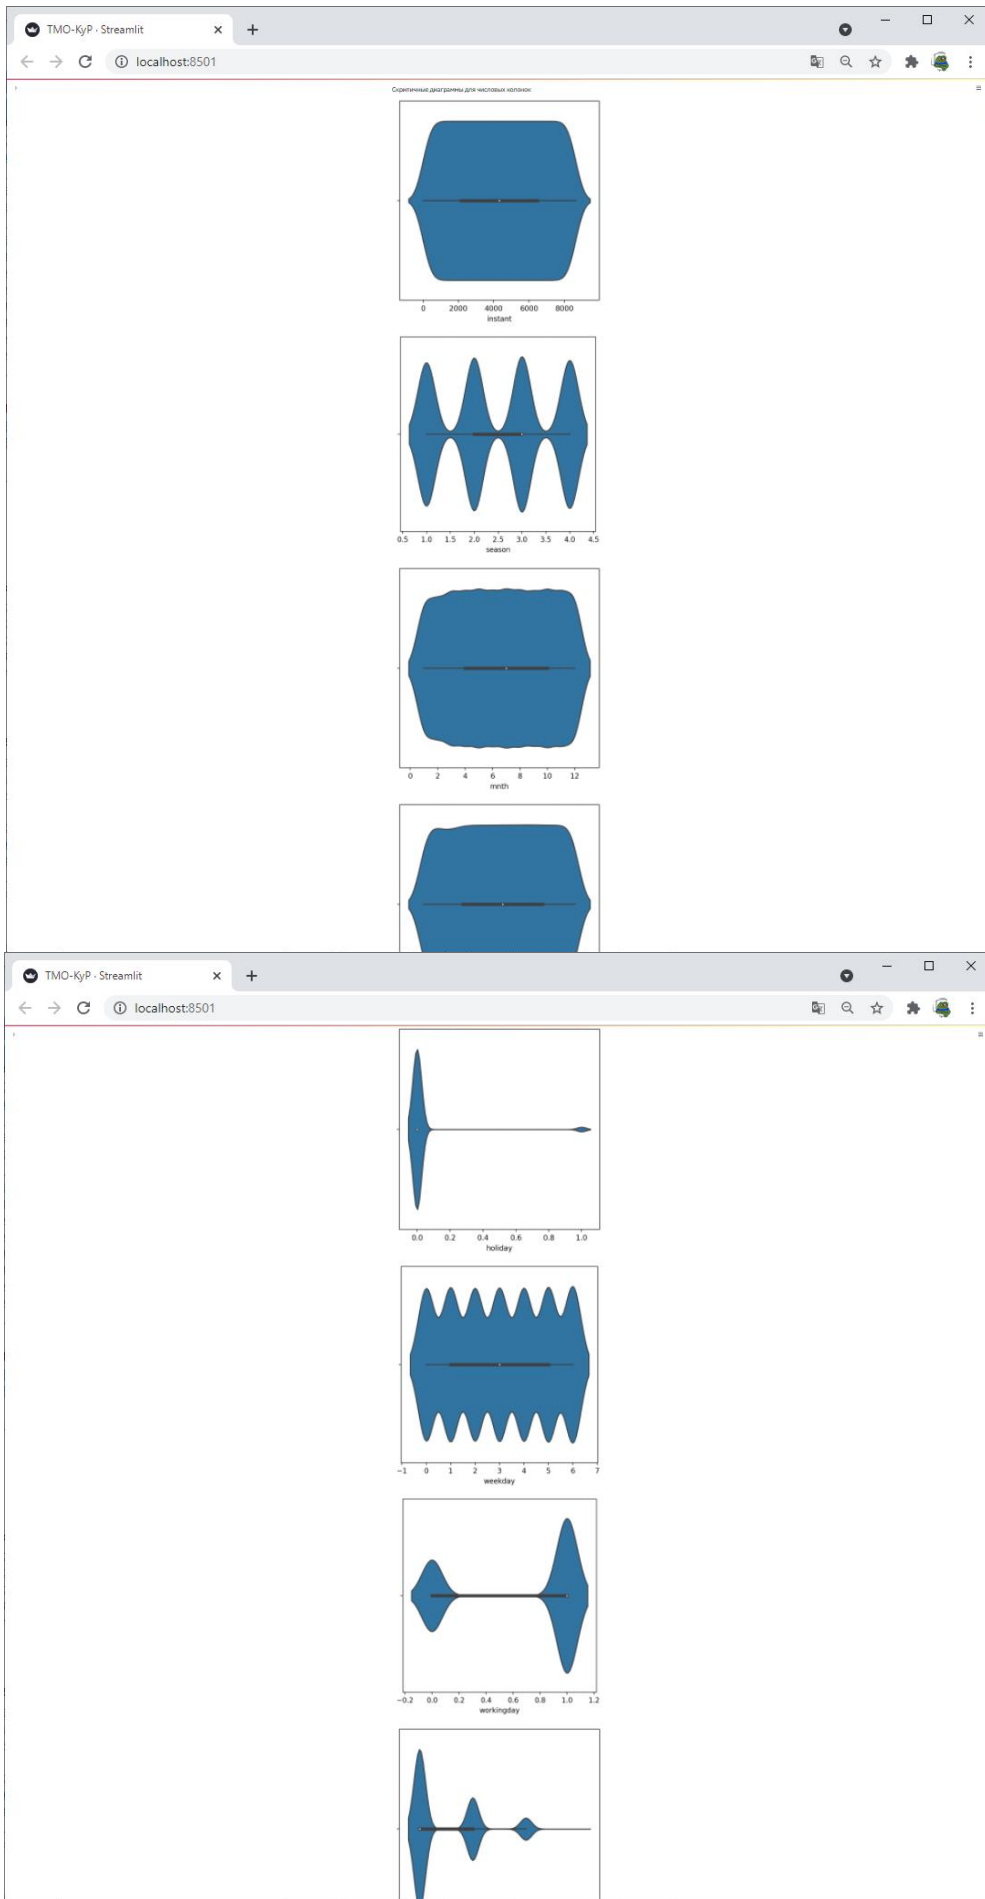 TMO-KyP · Streamlit
localhost:8501
Скрипичные диаграммы для числовых колонок
0 2000 4000 6000 8000
instant
0.5 1.0 1.5 2.0 2.5 3.0 3.5 4.0 4.5
season
0 2 4 6 8 10 12
mnth
TMO-KyP · Streamlit
localhost:8501
0.0 0.2 0.4 0.6 0.8 1.0
holiday
−1 0 1 2 3 4 5 6 7
weekday
−0.2 0.0 0.2 0.4 0.6 0.8 1.0 1.2
workingday